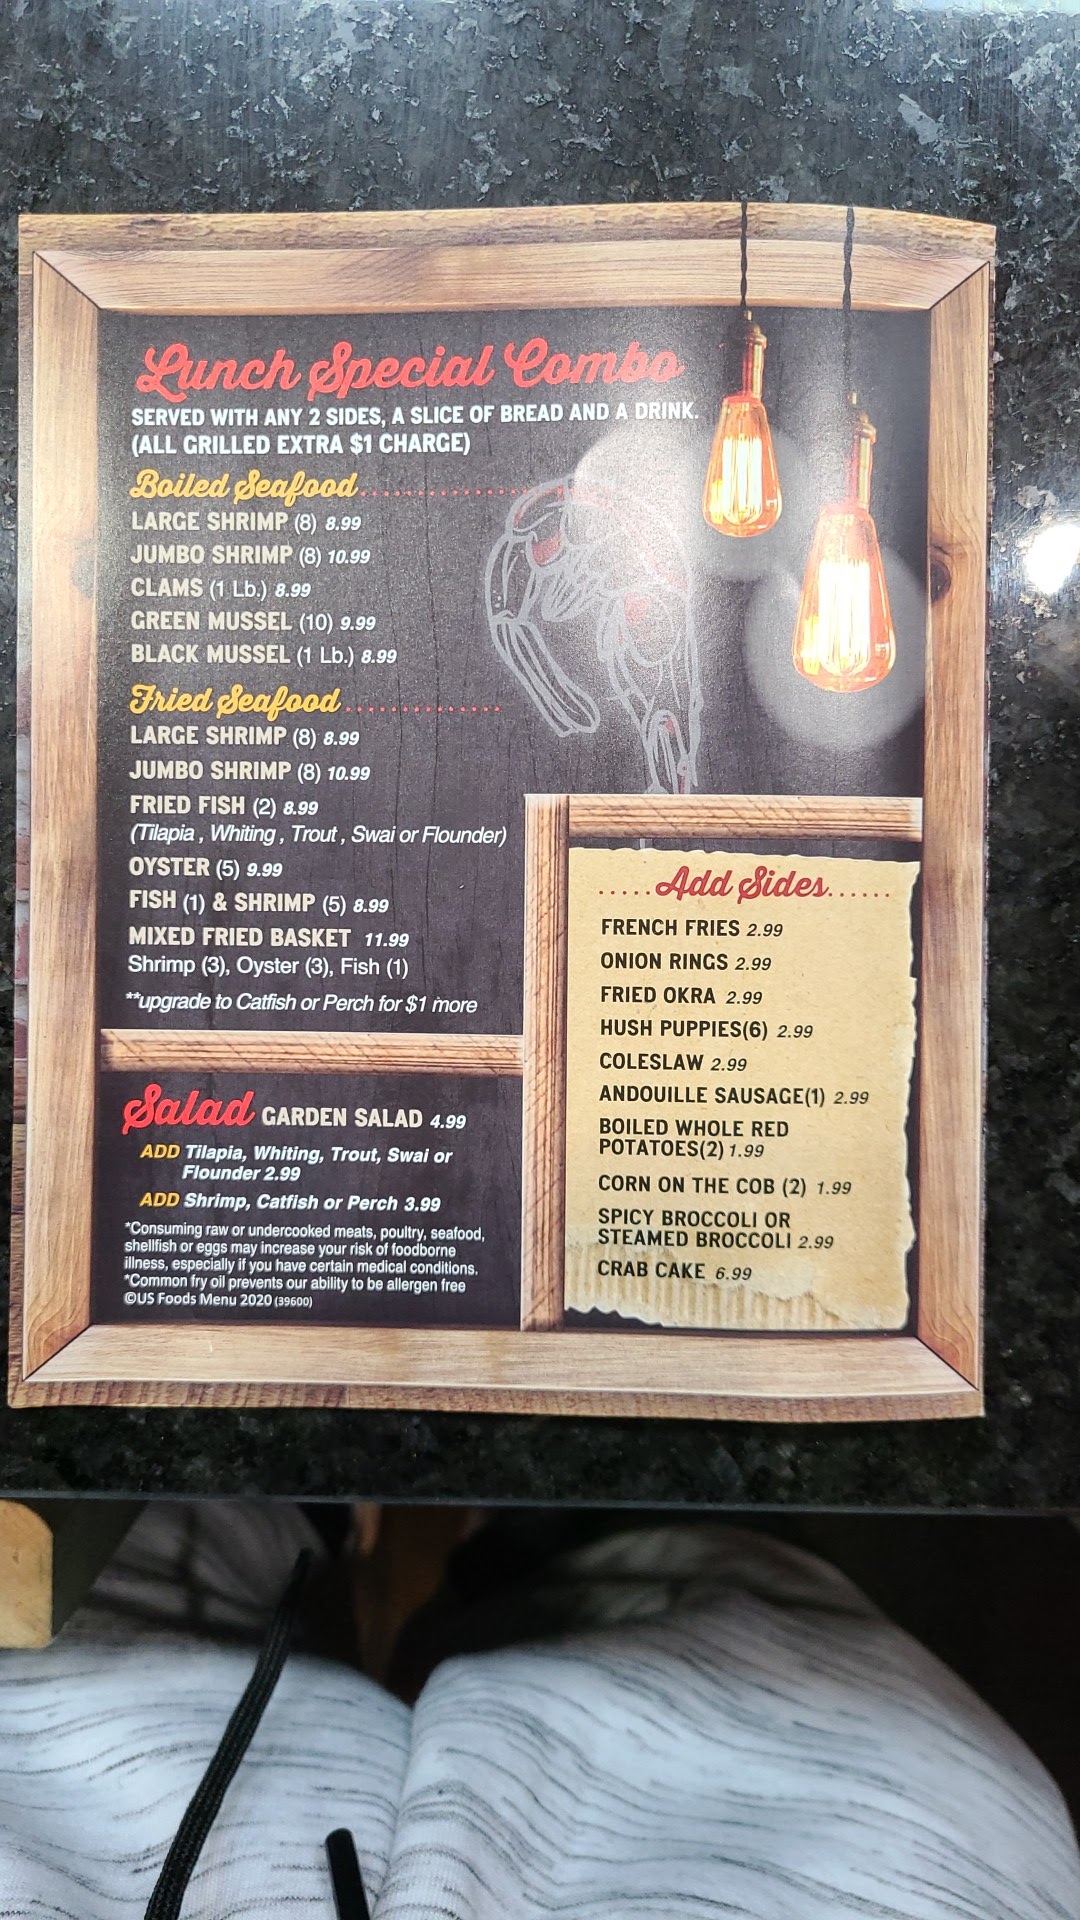 Lunch Special Combo
SERVED WITH ANY 2 SIDES, A SLICE OF BREAD AND A DRINK.
(ALL GRILLED EXTRA $1 CHARGE)
Boiled Seafood
LARGE SHRIMP (8) 8.99
JUMBO SHRIMP (8) 10.99
CLAMS (1 Lb.) 8.99
GREEN MUSSEL (10) 9.99
BLACK MUSSEL (1 Lb.) 8.99
Fried Seafood
LARGE SHRIMP (8) 8.99
JUMBO SHRIMP (8) 10.99
FRIED FISH (2) 8.99
(Tilapia , Whiting , Trout , Swai or Flounder)
OYSTER (5) 9.99
FISH (1) & SHRIMP (5) 8.99
MIXED FRIED BASKET 11.99
Shrimp (3), Oyster (3), Fish (1)
**upgrade to Catfish or Perch for $1 more
Salad GARDEN SALAD 4.99
ADD Tilapia, Whiting, Trout, Swai or
Flounder 2.99
ADD Shrimp, Catfish or Perch 3.99
*Consuming raw or undercooked meats, poultry, seafood,
shellfish or eggs may increase your risk of foodborne
illness, especially if you have certain medical conditions.
*Common fry oil prevents our ability to be allergen free
©US Foods Menu 2020 (39600)
.....Add Sides......
FRENCH FRIES 2.99
ONION RINGS 2.99
FRIED OKRA 2.99
HUSH PUPPIES(6) 2.99
COLESLAW 2.99
ANDOUILLE SAUSAGE(1) 2.99
BOILED WHOLE RED
POTATOES(2) 1.99
CORN ON THE COB (2) 1.99
SPICY BROCCOLI OR
STEAMED BROCCOLI 2.99
CRAB CAKE 6.99